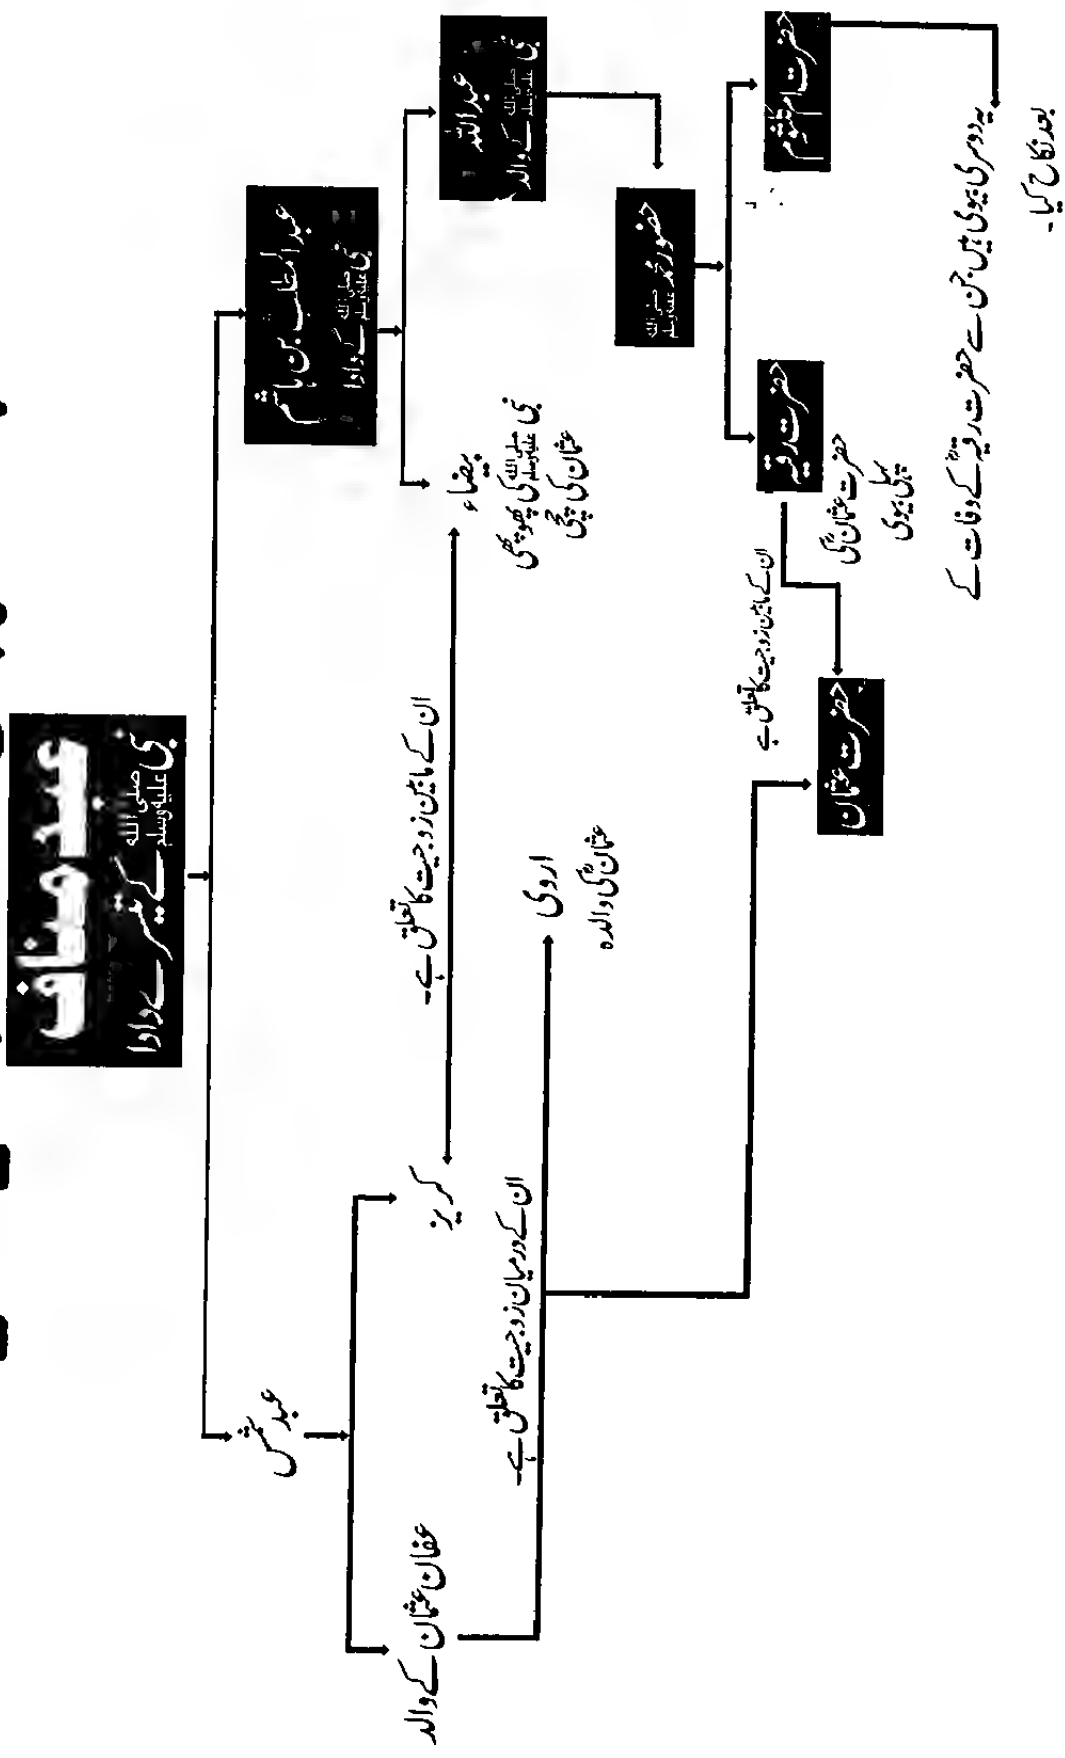 عبد مناف
نبی صلی اللہ علیہ وسلم کے تیسرے دادا
عبد المطلب بن ہاشم
نبی صلی اللہ علیہ وسلم کے دادا
عبد شمس
عبد اللہ
نبی صلی اللہ علیہ وسلم کے والد
بیضاء
نبی صلی اللہ علیہ وسلم کی پھوپھی
عثمان کی
ان کے مابین زوجیت کا تعلق ہے۔
کریز
عفان عثمان کے والد
ان کے درمیان زوجیت کا تعلق ہے۔
اروی
عثمانؓ کی والدہ
حضور محمد صلی اللہ علیہ وسلم
حضرت ام کلثوم
حضرت رقیہ
حضرت عثمانؓ کی
پہلی بیوی
ان کے مابین زوجیت کا تعلق ہے
حضرت عثمان
یہ دوسری بیوی ہیں جن سے حضرت رقیہؓ کے وفات کے
بعد نکاح کیا۔